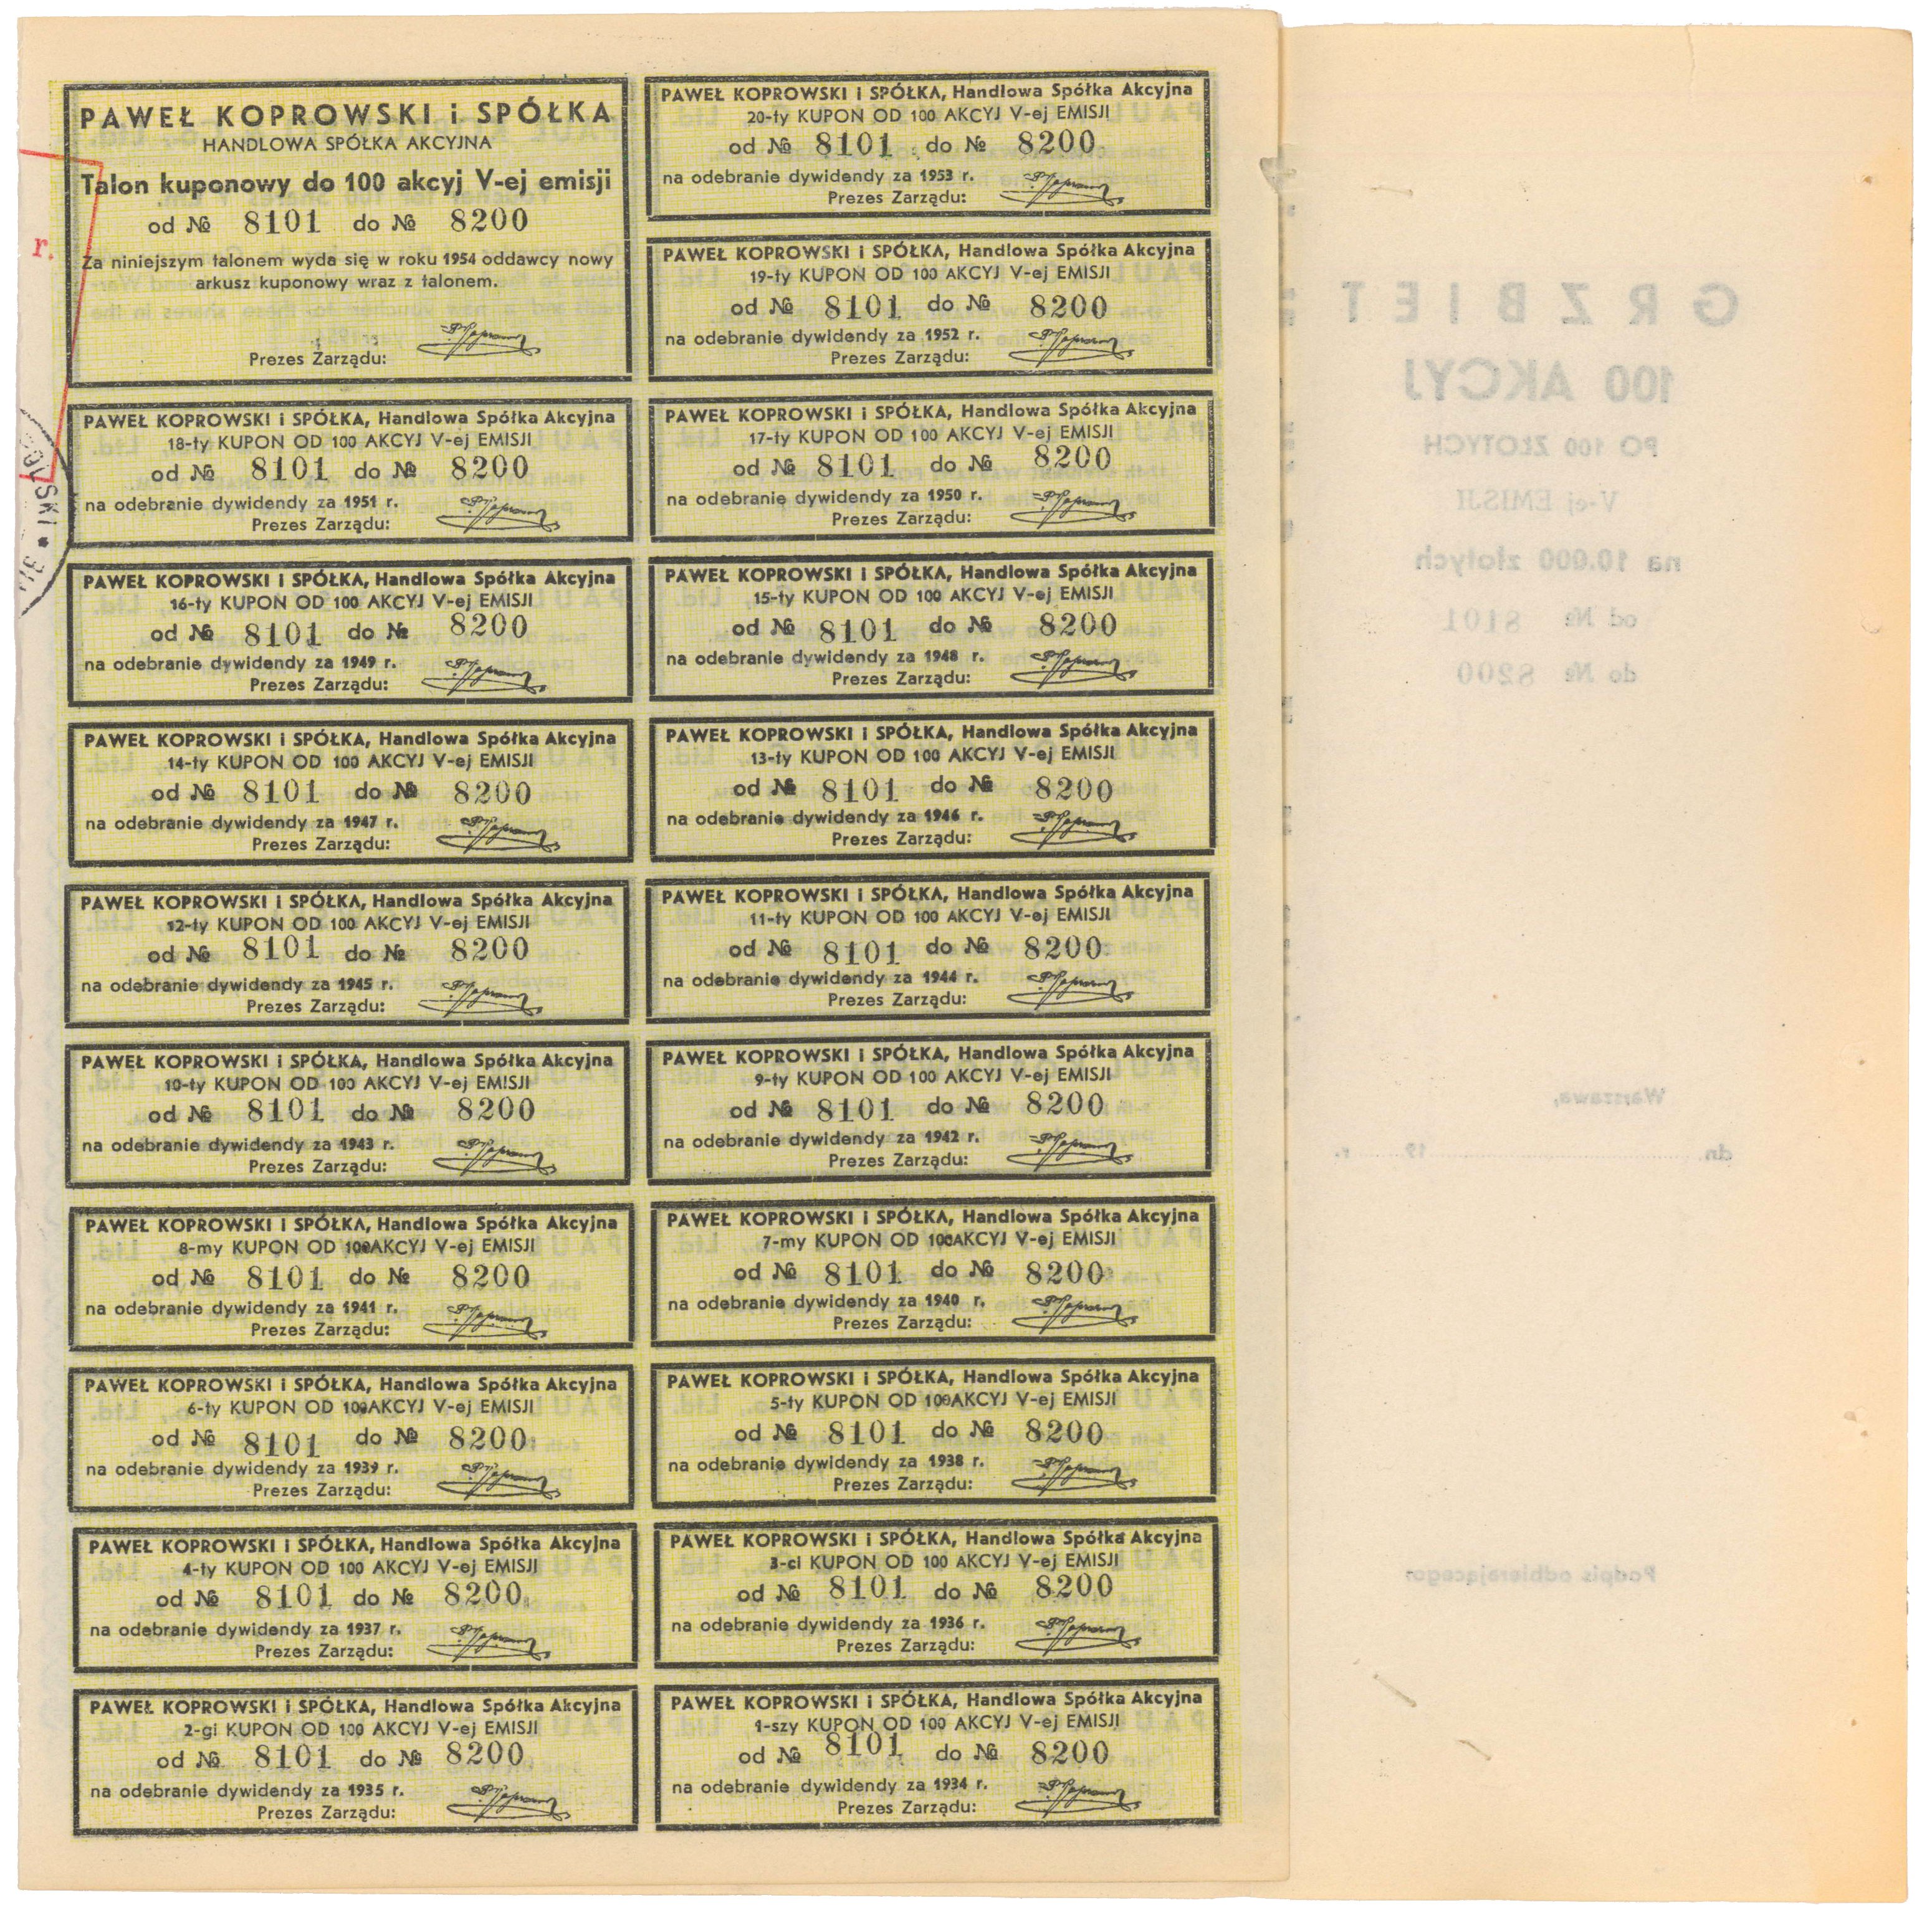 PAWEŁ KOPROWSKI i SPÓŁKA
HANDLOWA SPÓŁKA AKCYJNA
Talon kuponowy do 100 akcyj V-ej emisji
od № 8101 do № 8200
Za niniejszym talonem wyda się w roku 1954 oddawcy nowy
arkusz kuponowy wraz z talonem.
Prezes Zarządu:
r.
PAWEŁ KOPROWSKI i SPÓŁKA, Handlowa Spółka Akcyjna
20-ty KUPON OD 100 AKCYJ V-ej EMISJI
od № 8101 do № 8200
na odebranie dywidendy za 1953 r.
Prezes Zarządu:
PAWEŁ KOPROWSKI i SPÓŁKA, Handlowa Spółka Akcyjna
19-ty KUPON OD 100 AKCYJ V-ej EMISJI
od № 8101 do № 8200
na odebranie dywidendy za 1952 r.
Prezes Zarządu:
PAWEŁ KOPROWSKI i SPÓŁKA, Handlowa Spółka Akcyjna
18-ty KUPON OD 100 AKCYJ V-ej EMISJI
od № 8101 do № 8200
na odebranie dywidendy za 1951 r.
Prezes Zarządu:
PAWEŁ KOPROWSKI i SPÓŁKA, Handlowa Spółka Akcyjna
17-ty KUPON OD 100 AKCYJ V-ej EMISJI
od № 8101 do № 8200
na odebranie dywidendy za 1950 r.
Prezes Zarządu:
PAWEŁ KOPROWSKI i SPÓŁKA, Handlowa Spółka Akcyjna
16-ty KUPON OD 100 AKCYJ V-ej EMISJI
od № 8101 do № 8200
na odebranie dywidendy za 1949 r.
Prezes Zarządu:
PAWEŁ KOPROWSKI i SPÓŁKA, Handlowa Spółka Akcyjna
15-ty KUPON OD 100 AKCYJ V-ej EMISJI
od № 8101 do № 8200
na odebranie dywidendy za 1948 r.
Prezes Zarządu:
PAWEŁ KOPROWSKI i SPÓŁKA, Handlowa Spółka Akcyjna
14-ty KUPON OD 100 AKCYJ V-ej EMISJI
od № 8101 do № 8200
na odebranie dywidendy za 1947 r.
Prezes Zarządu:
PAWEŁ KOPROWSKI i SPÓŁKA, Handlowa Spółka Akcyjna
13-ty KUPON OD 100 AKCYJ V-ej EMISJI
od № 8101 do № 8200
na odebranie dywidendy za 1946 r.
Prezes Zarządu:
PAWEŁ KOPROWSKI i SPÓŁKA, Handlowa Spółka Akcyjna
12-ty KUPON OD 100 AKCYJ V-ej EMISJI
od № 8101 do № 8200
na odebranie dywidendy za 1945 r.
Prezes Zarządu:
PAWEŁ KOPROWSKI i SPÓŁKA, Handlowa Spółka Akcyjna
11-ty KUPON OD 100 AKCYJ V-ej EMISJI
od № 8101 do № 8200
na odebranie dywidendy za 1944 r.
Prezes Zarządu:
PAWEŁ KOPROWSKI i SPÓŁKA, Handlowa Spółka Akcyjna
10-ty KUPON OD 100 AKCYJ V-ej EMISJI
od № 8101 do № 8200
na odebranie dywidendy za 1943 r.
Prezes Zarządu:
PAWEŁ KOPROWSKI i SPÓŁKA, Handlowa Spółka Akcyjna
9-ty KUPON OD 100 AKCYJ V-ej EMISJI
od № 8101 do № 8200
na odebranie dywidendy za 1942 r.
Prezes Zarządu:
PAWEŁ KOPROWSKI i SPÓŁKA, Handlowa Spółka Akcyjna
8-my KUPON OD 100 AKCYJ V-ej EMISJI
od № 8101 do № 8200
na odebranie dywidendy za 1941 r.
Prezes Zarządu:
PAWEŁ KOPROWSKI i SPÓŁKA, Handlowa Spółka Akcyjna
7-my KUPON OD 100 AKCYJ V-ej EMISJI
od № 8101 do № 8200
na odebranie dywidendy za 1940 r.
Prezes Zarządu:
PAWEŁ KOPROWSKI i SPÓŁKA, Handlowa Spółka Akcyjna
6-ty KUPON OD 100 AKCYJ V-ej EMISJI
od № 8101 do № 8200
na odebranie dywidendy za 1939 r.
Prezes Zarządu:
PAWEŁ KOPROWSKI i SPÓŁKA, Handlowa Spółka Akcyjna
5-ty KUPON OD 100 AKCYJ V-ej EMISJI
od № 8101 do № 8200
na odebranie dywidendy za 1938 r.
Prezes Zarządu:
PAWEŁ KOPROWSKI i SPÓŁKA, Handlowa Spółka Akcyjna
4-ty KUPON OD 100 AKCYJ V-ej EMISJI
od № 8101 do № 8200
na odebranie dywidendy za 1937 r.
Prezes Zarządu:
PAWEŁ KOPROWSKI i SPÓŁKA, Handlowa Spółka Akcyjna
3-ci KUPON OD 100 AKCYJ V-ej EMISJI
od № 8101 do № 8200
na odebranie dywidendy za 1936 r.
Prezes Zarządu:
PAWEŁ KOPROWSKI i SPÓŁKA, Handlowa Spółka Akcyjna
2-gi KUPON OD 100 AKCYJ V-ej EMISJI
od № 8101 do № 8200
na odebranie dywidendy za 1935 r.
Prezes Zarządu:
PAWEŁ KOPROWSKI i SPÓŁKA, Handlowa Spółka Akcyjna
1-szy KUPON OD 100 AKCYJ V-ej EMISJI
od № 8101 do № 8200
na odebranie dywidendy za 1934 r.
Prezes Zarządu:
GRZBIET
100 AKCYJ
PO 100 ZŁOTYCH
V-ej EMISJI
na 10.000 złotych
od № 8101
do № 8200
Warszawa,
dn. 19 r.
Podpis odbierającego: